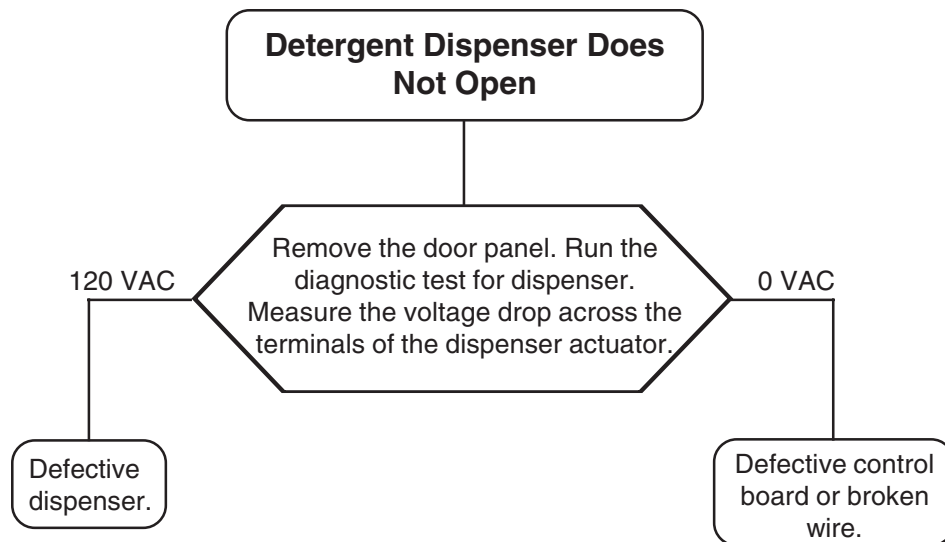 Detergent Dispenser Does
Not Open
Remove the door panel. Run the
diagnostic test for dispenser.
Measure the voltage drop across the
terminals of the dispenser actuator.
120 VAC
0 VAC
Defective
dispenser.
Defective control
board or broken
wire.